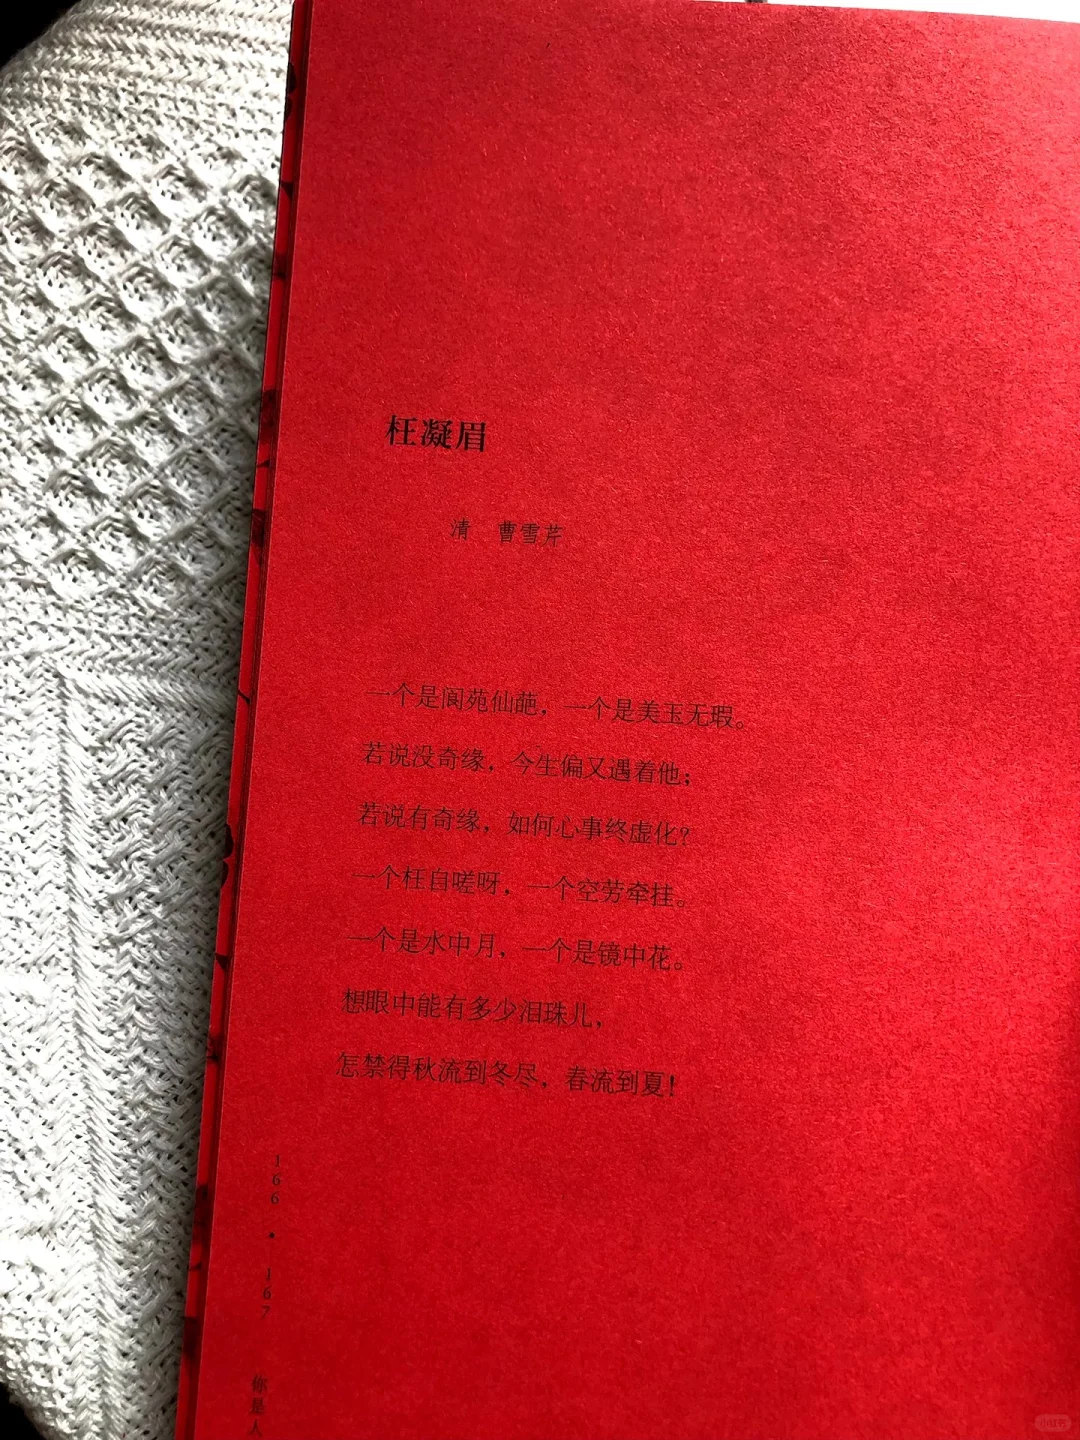 枉凝眉
清 曹雪芹
一个是阆苑仙葩，一个是美玉无瑕。
若说没奇缘，今生偏又遇着他；
若说有奇缘，如何心事终虚化？
一个枉自嗟呀，一个空劳牵挂。
一个是水中月，一个是镜中花。
想眼中能有多少泪珠儿，
怎禁得秋流到冬尽，春流到夏！
166 · 167
你是人
小红书